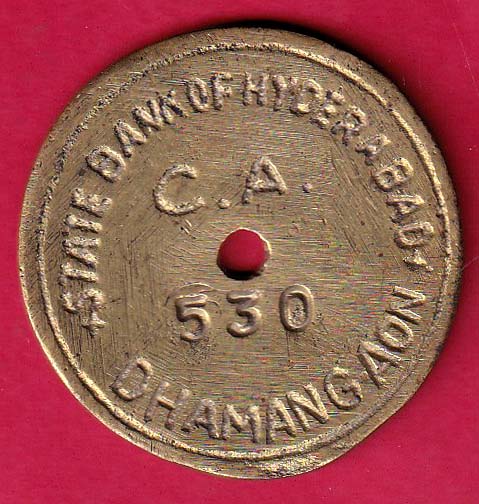 STATE BANK OF HYDERABAD
C.A.
530
DHAMANGAON